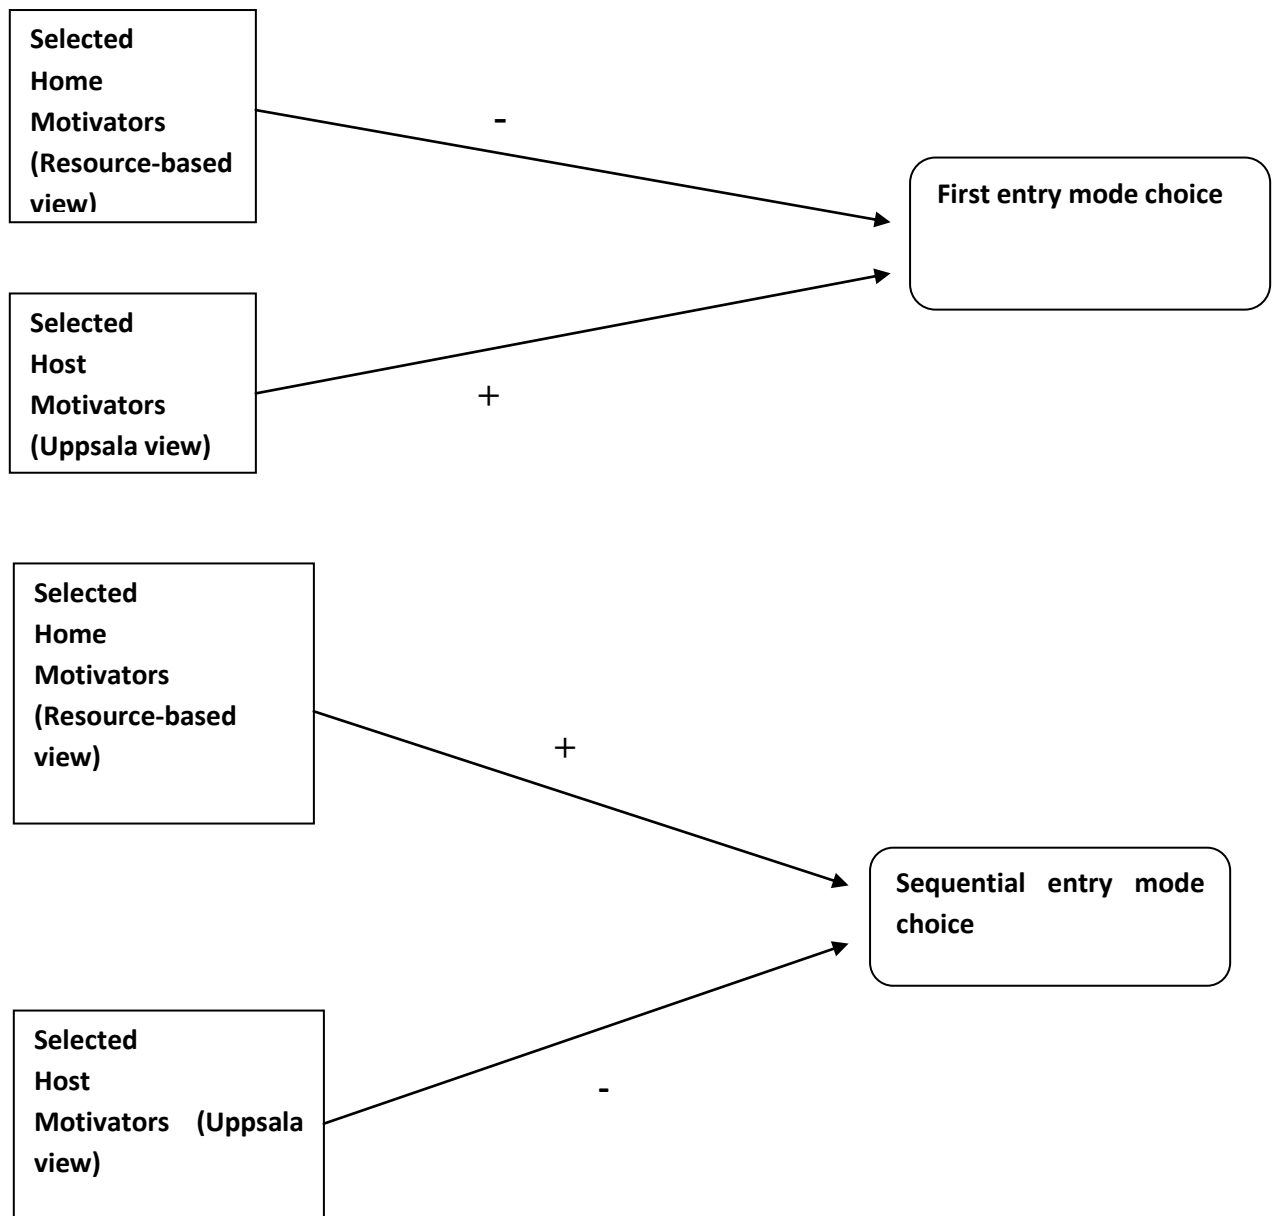 Selected
Home
Motivators
(Resource-based
view)
-
First entry mode choice
Selected
Host
Motivators
(Uppsala view)
+
Selected
Home
Motivators
(Resource-based
view)
+
Sequential entry mode
choice
Selected
Host
Motivators (Uppsala
view)
-